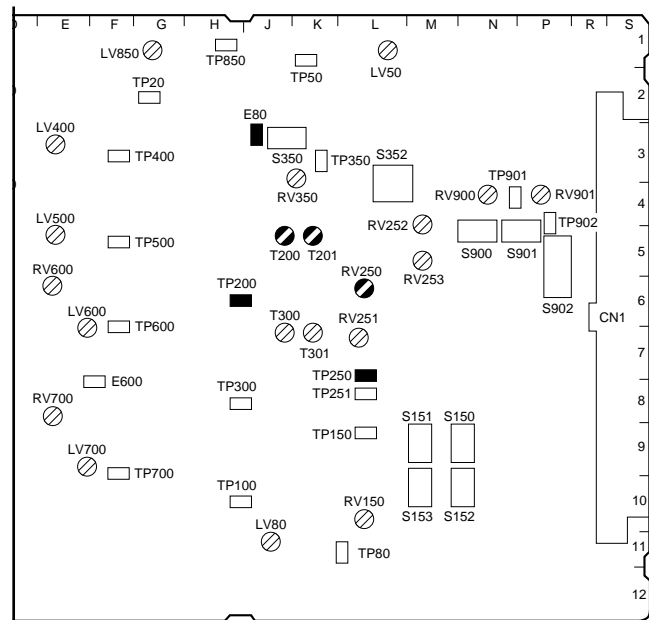 D E F G H J K L M N P R S
1
LV850
TP850
TP50
LV50
TP20
2
E80
LV400
TP400
S350
TP350
S352
3
RV350
TP901
RV900
RV901
4
LV500
TP500
T200
T201
RV252
S900
S901
TP902
5
RV600
TP200
RV250
RV253
6
S902
LV600
TP600
T300
T301
RV251
CN1
7
E600
TP250
TP251
TP300
8
RV700
TP150
S151
S150
9
LV700
TP700
TP100
S153
S152
10
RV150
LV80
TP80
11
12